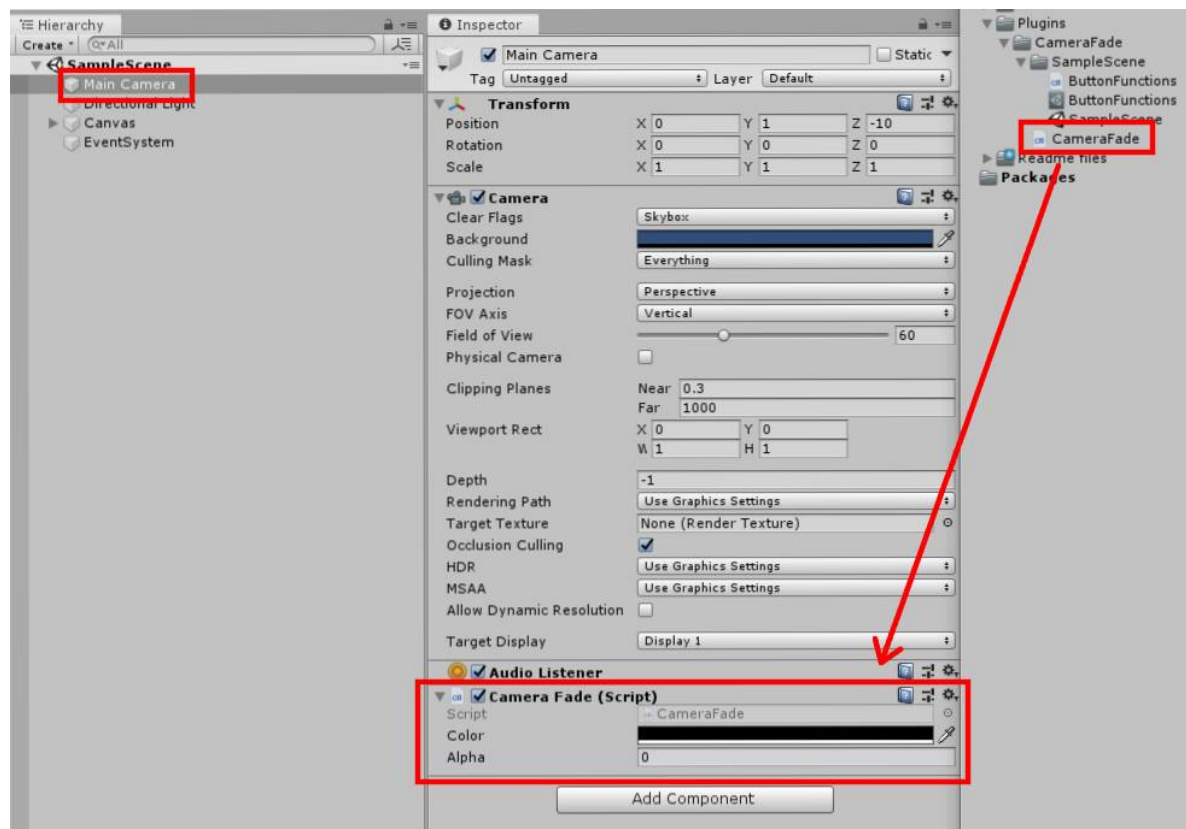 Hierarchy
Create
All
SampleScene
Main Camera
Directional Light
Canvas
EventSystem
Inspector
Main Camera
Static
Tag Untagged Layer Default
Transform
Position X 0 Y 1 Z -10
Rotation X 0 Y 0 Z 0
Scale X 1 Y 1 Z 1
Camera
Clear Flags Skybox
Background
Culling Mask Everything
Projection Perspective
FOV Axis Vertical
Field of View 60
Physical Camera
Clipping Planes Near 0.3
Far 1000
Viewport Rect X 0 Y 0
W 1 H 1
Depth -1
Rendering Path Use Graphics Settings
Target Texture None (Render Texture)
Occlusion Culling
HDR Use Graphics Settings
MSAA Use Graphics Settings
Allow Dynamic Resolution
Target Display Display 1
Audio Listener
Camera Fade (Script)
Script CameraFade
Color
Alpha 0
Add Component
Plugins
CameraFade
SampleScene
ButtonFunctions
ButtonFunctions
SampleScene
CameraFade
Readme files
Packages